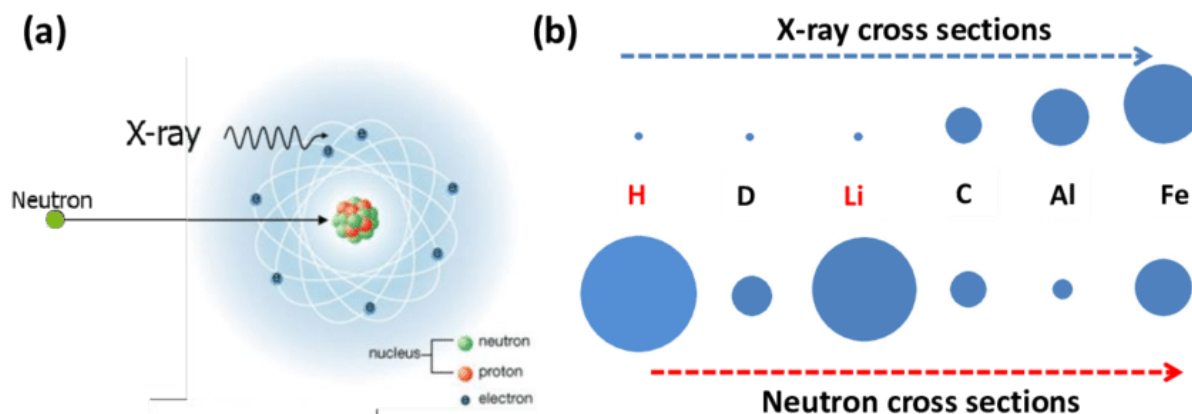 (a)
X-ray
Neutron
e
e
e
e
e
e
e
nucleus
neutron
proton
electron
(b)
X-ray cross sections
H D Li C Al Fe
Neutron cross sections